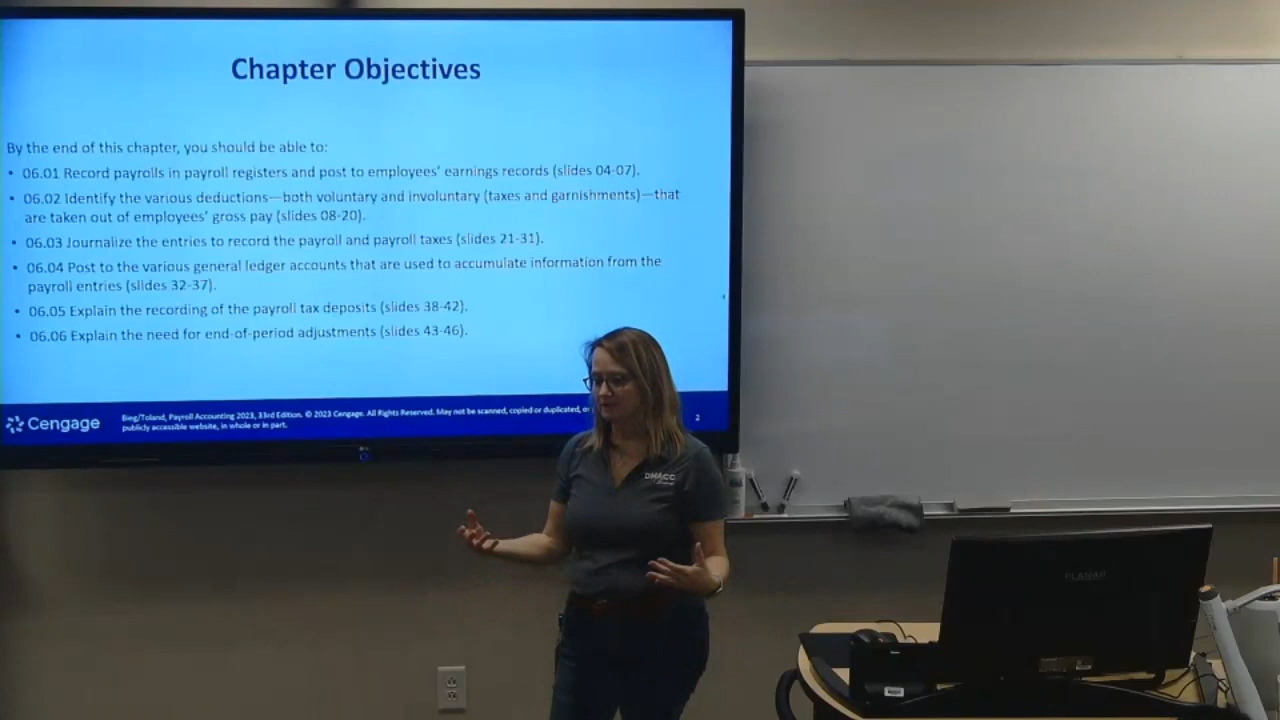 Chapter Objectives
By the end of this chapter, you should be able to:
• 06.01 Record payrolls in payroll registers and post to employees' earnings records (slides 04-07).
• 06.02 Identify the various deductions—both voluntary and involuntary (taxes and garnishments)—that
are taken out of employees' gross pay (slides 08-20).
• 06.03 Journalize the entries to record the payroll and payroll taxes (slides 21-31).
• 06.04 Post to the various general ledger accounts that are used to accumulate information from the
payroll entries (slides 32-37).
• 06.05 Explain the recording of the payroll tax deposits (slides 38-42).
• 06.06 Explain the need for end-of-period adjustments (slides 43-46).
Cengage
Bieg/Toland, Payroll Accounting 2023, 33rd Edition. © 2023 Cengage. All Rights Reserved. May not be scanned, copied or duplicated, or
publicly accessible website, in whole or in part.
2
DMACC
PLANAR